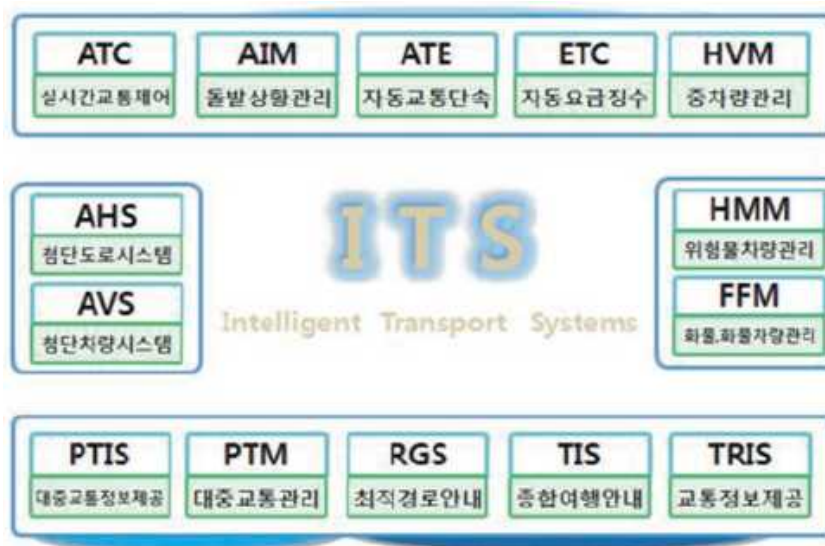 ATC AIM ATE ETC HVM
실시간교통제어 돌발상황관리 자동교통단속 자동요금징수 중차량관리
AHS
첨단도로시스템
AVS
첨단차량시스템
ITS
Intelligent Transport Systems
HMM
위험물차량관리
FFM
화물.화물차량관리
PTIS PTM RGS TIS TRIS
대중교통정보제공 대중교통관리 최적경로안내 종합여행안내 교통정보제공